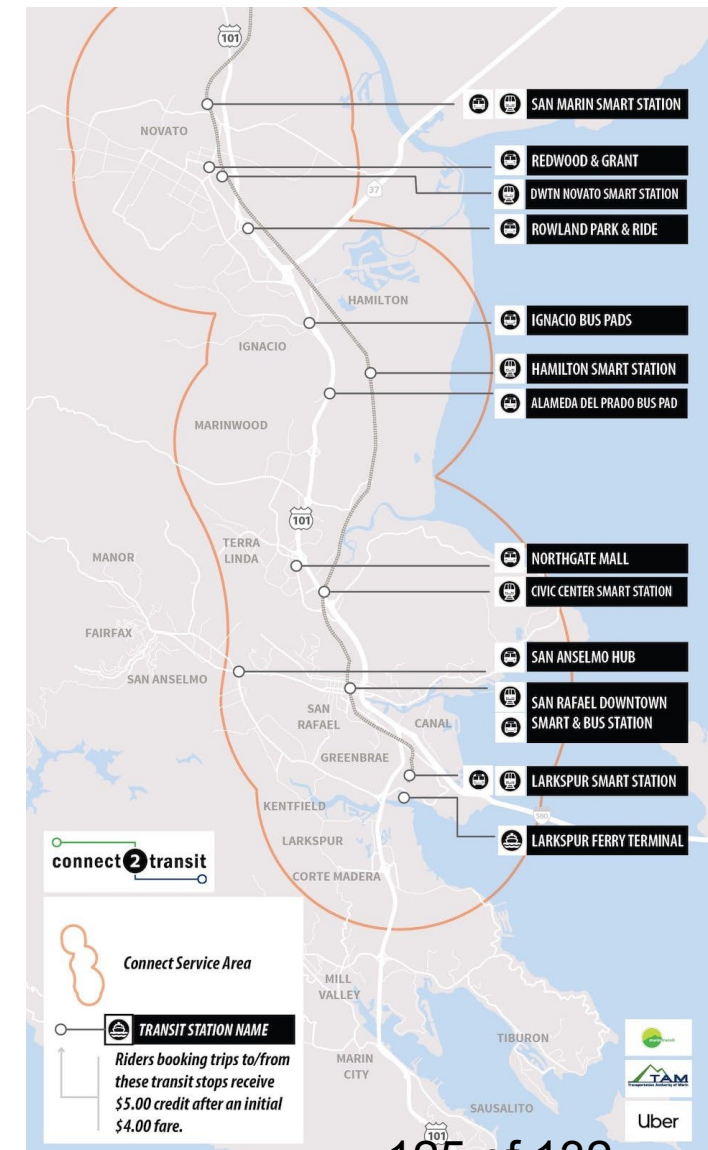 101
SAN MARIN SMART STATION
NOVATO
REDWOOD & GRANT
DWTN NOVATO SMART STATION
37
ROWLAND PARK & RIDE
HAMILTON
IGNACIO BUS PADS
IGNACIO
HAMILTON SMART STATION
ALAMEDA DEL PRADO BUS PAD
MARINWOOD
101
TERRA
LINDA
NORTHGATE MALL
MANOR
CIVIC CENTER SMART STATION
FAIRFAX
SAN ANSELMO HUB
SAN ANSELMO
SAN RAFAEL DOWNTOWN
SMART & BUS STATION
SAN
RAFAEL
CANAL
GREENBRAE
LARKSPUR SMART STATION
KENTFIELD
580
LARKSPUR
LARKSPUR FERRY TERMINAL
connect 2 transit
CORTE MADERA
Connect Service Area
MILL
VALLEY
TRANSIT STATION NAME
TIBURON
Riders booking trips to/from
these transit stops receive
$5.00 credit after an initial
$4.00 fare.
MARIN
CITY
TAM
Transportation Authority of Marin
SAUSALITO
Uber
101